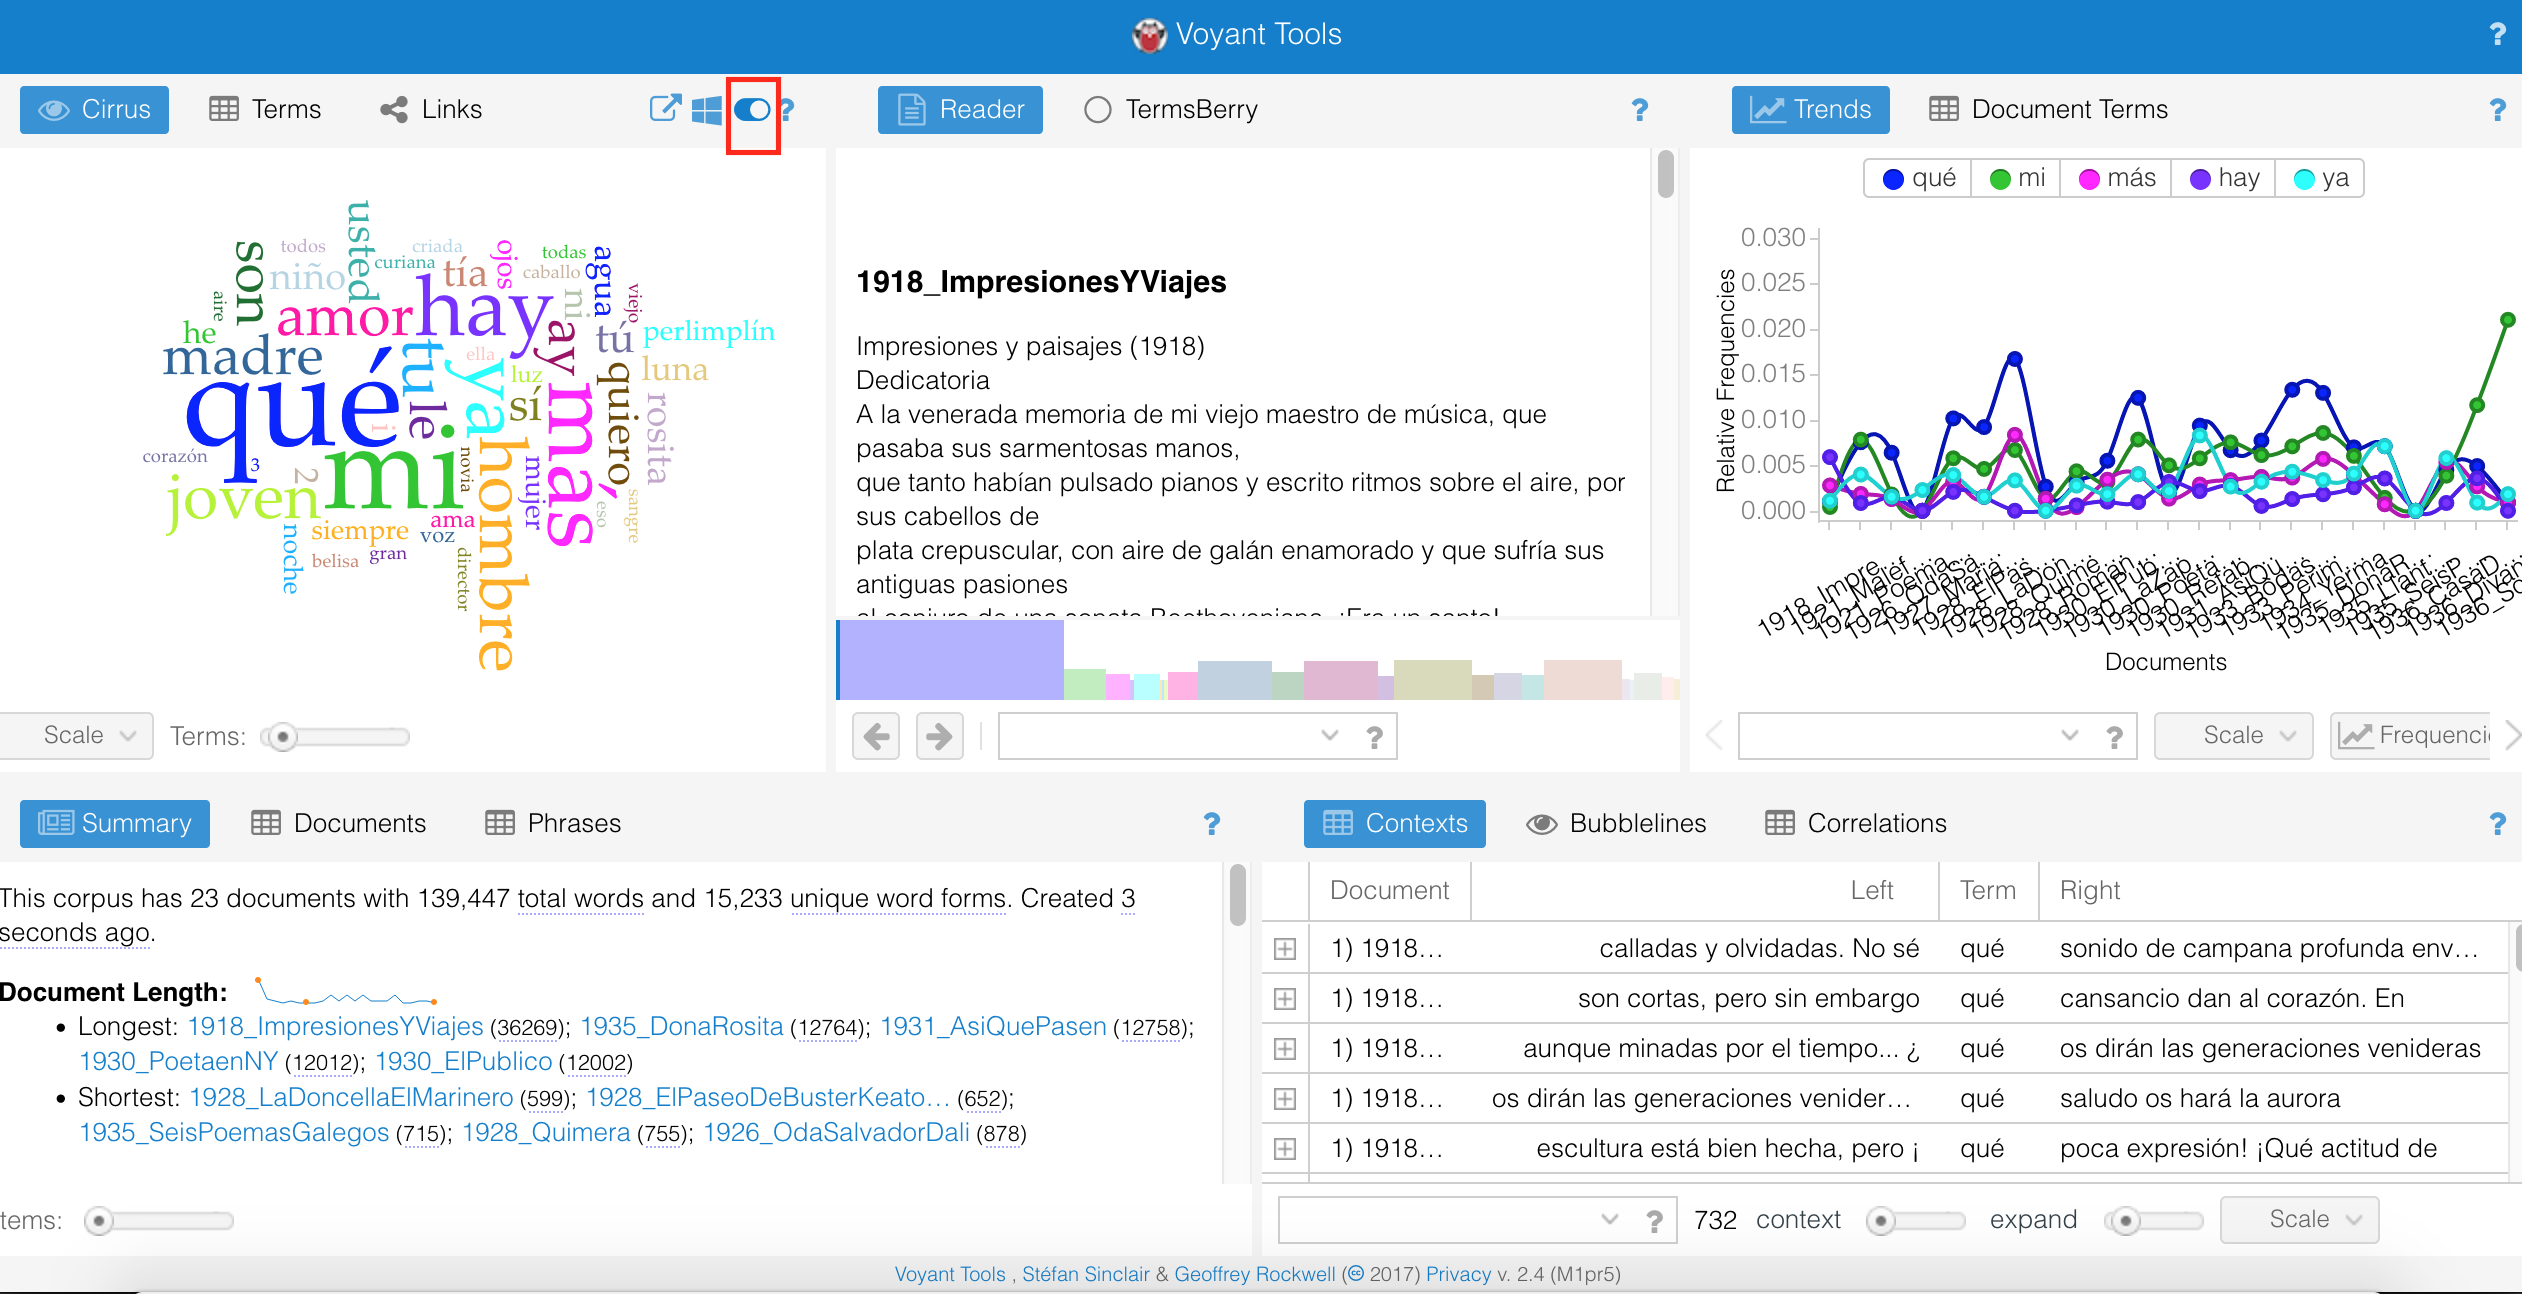 Voyant Tools ?
Cirrus Terms Links ?
Reader TermsBerry ?
Trends Document Terms ?
usted
todos
criada
son
niño
curiana
tía
ojos
todas
agua
caballo
aire
he
amor
hay
ni
viejo
madre
ella
ay
tú
perlimplín
qué
tu
ya
luz
luna
le
sí
más
quiero
rosita
i
corazón
3
2
mi
novia
hombre
mujer
joven
sangre
eso
noche
siempre
ama
voz
belisa
gran
director
Scale Terms:
1918_ImpresionesYViajes
Impresiones y paisajes (1918)
Dedicatoria
A la venerada memoria de mi viejo maestro de música, que
pasaba sus sarmentosas manos,
que tanto habían pulsado pianos y escrito ritmos sobre el aire, por
sus cabellos de
plata crepuscular, con aire de galán enamorado y que sufría sus
antiguas pasiones
al conjuro de una sonata Beethoveniana. ¡Era un santo!
?
qué mi más hay ya
Relative Frequencies
0.030
0.025
0.020
0.015
0.010
0.005
0.000
1918_Impre...
Documents
? Scale Frequenci
Summary Documents Phrases ?
This corpus has 23 documents with 139,447 total words and 15,233 unique word forms. Created 3
seconds ago.
Document Length:
• Longest: 1918_ImpresionesYViajes (36269); 1935_DonaRosita (12764); 1931_AsiQuePasen (12758);
1930_PoetaenNY (12012); 1930_ElPublico (12002)
• Shortest: 1928_LaDoncellaElMarinero (599); 1928_ElPaseoDeBusterKeato... (652);
1935_SeisPoemasGalegos (715); 1928_Quimera (755); 1926_OdaSalvadorDali (878)
tems:
Contexts Bubblelines Correlations ?
Document Left Term Right
1) 1918... calladas y olvidadas. No sé qué sonido de campana profunda env...
1) 1918... son cortas, pero sin embargo qué cansancio dan al corazón. En
1) 1918... aunque minadas por el tiempo... ¿ qué os dirán las generaciones venideras
1) 1918... os dirán las generaciones venider... qué saludo os hará la aurora
1) 1918... escultura está bien hecha, pero ¡ qué poca expresión! ¡Qué actitud de
? 732 context expand Scale
Voyant Tools , Stéfan Sinclair & Geoffrey Rockwell (cc 2017) Privacy v. 2.4 (M1pr5)